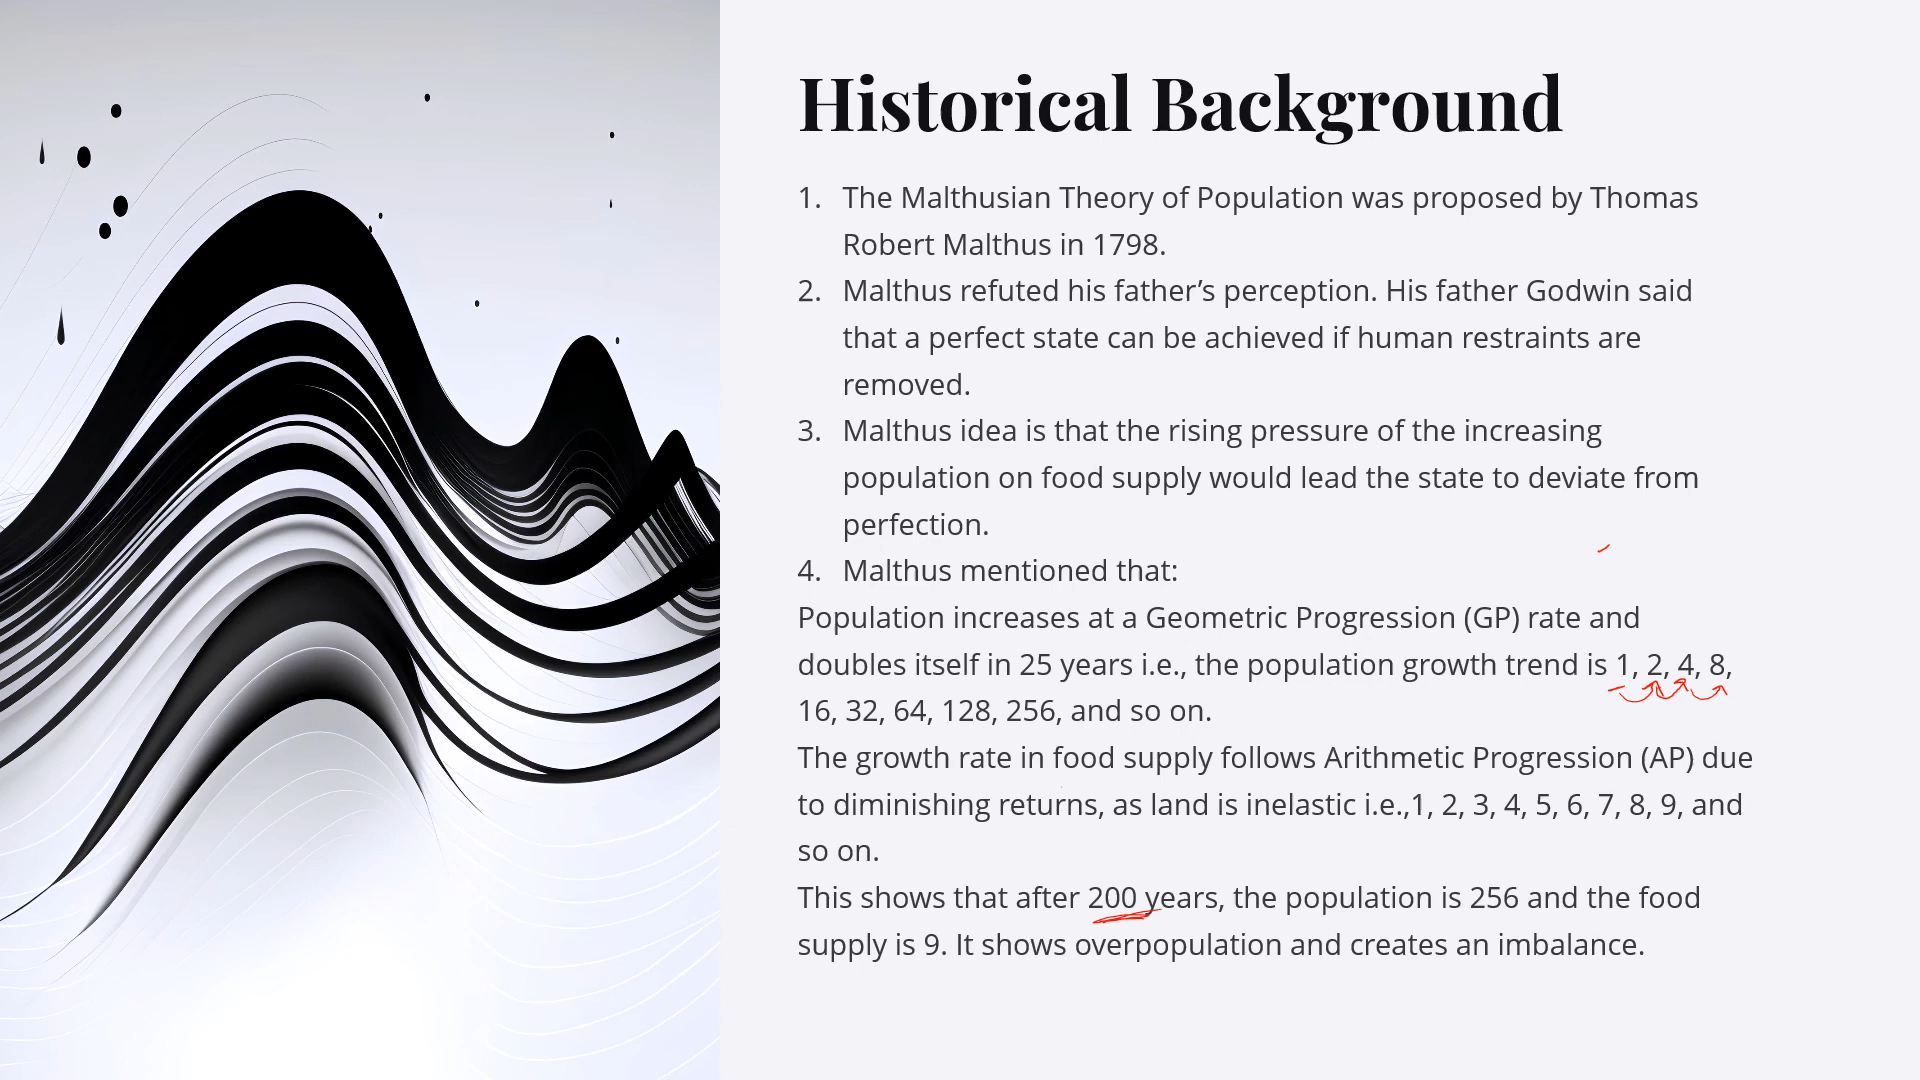 Historical Background
1. The Malthusian Theory of Population was proposed by Thomas
Robert Malthus in 1798.
2. Malthus refuted his father’s perception. His father Godwin said
that a perfect state can be achieved if human restraints are
removed.
3. Malthus idea is that the rising pressure of the increasing
population on food supply would lead the state to deviate from
perfection.
4. Malthus mentioned that:
Population increases at a Geometric Progression (GP) rate and
doubles itself in 25 years i.e., the population growth trend is 1, 2, 4, 8,
16, 32, 64, 128, 256, and so on.
The growth rate in food supply follows Arithmetic Progression (AP) due
to diminishing returns, as land is inelastic i.e.,1, 2, 3, 4, 5, 6, 7, 8, 9, and
so on.
This shows that after 200 years, the population is 256 and the food
supply is 9. It shows overpopulation and creates an imbalance.